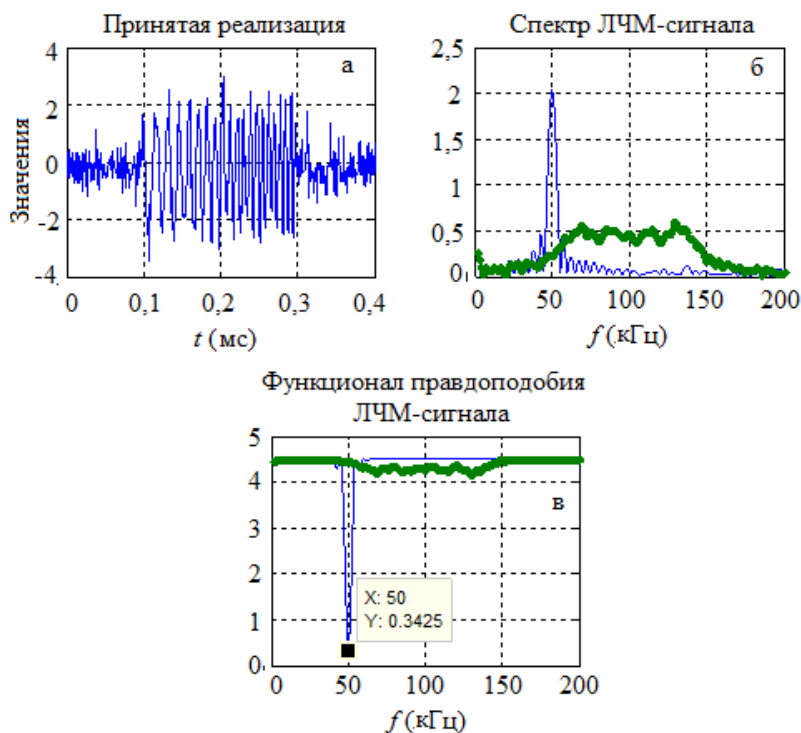 Принятая реализация
Спектр ЛЧМ-сигнала
4
2
0
-2
-4
Значения
а
0 0,1 0,2 0,3 0,4
t (мс)
2,5
2
1,5
1
0,5
0
б
0 50 100 150 200
f (кГц)
Функционал правдоподобия
ЛЧМ-сигнала
5
4
3
2
1
0
в
X: 50
Y: 0.3425
0 50 100 150 200
f (кГц)